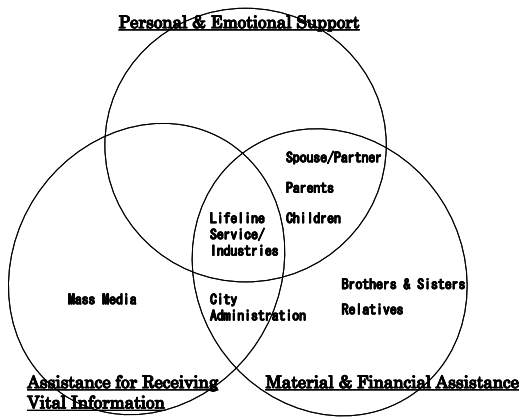 Personal & Emotional Support
Spouse/Partner
Parents
Children
Lifeline
Service/
Industries
Brothers & Sisters
Relatives
Mass Media
City
Administration
Assistance for Receiving
Vital Information
Material & Financial Assistance